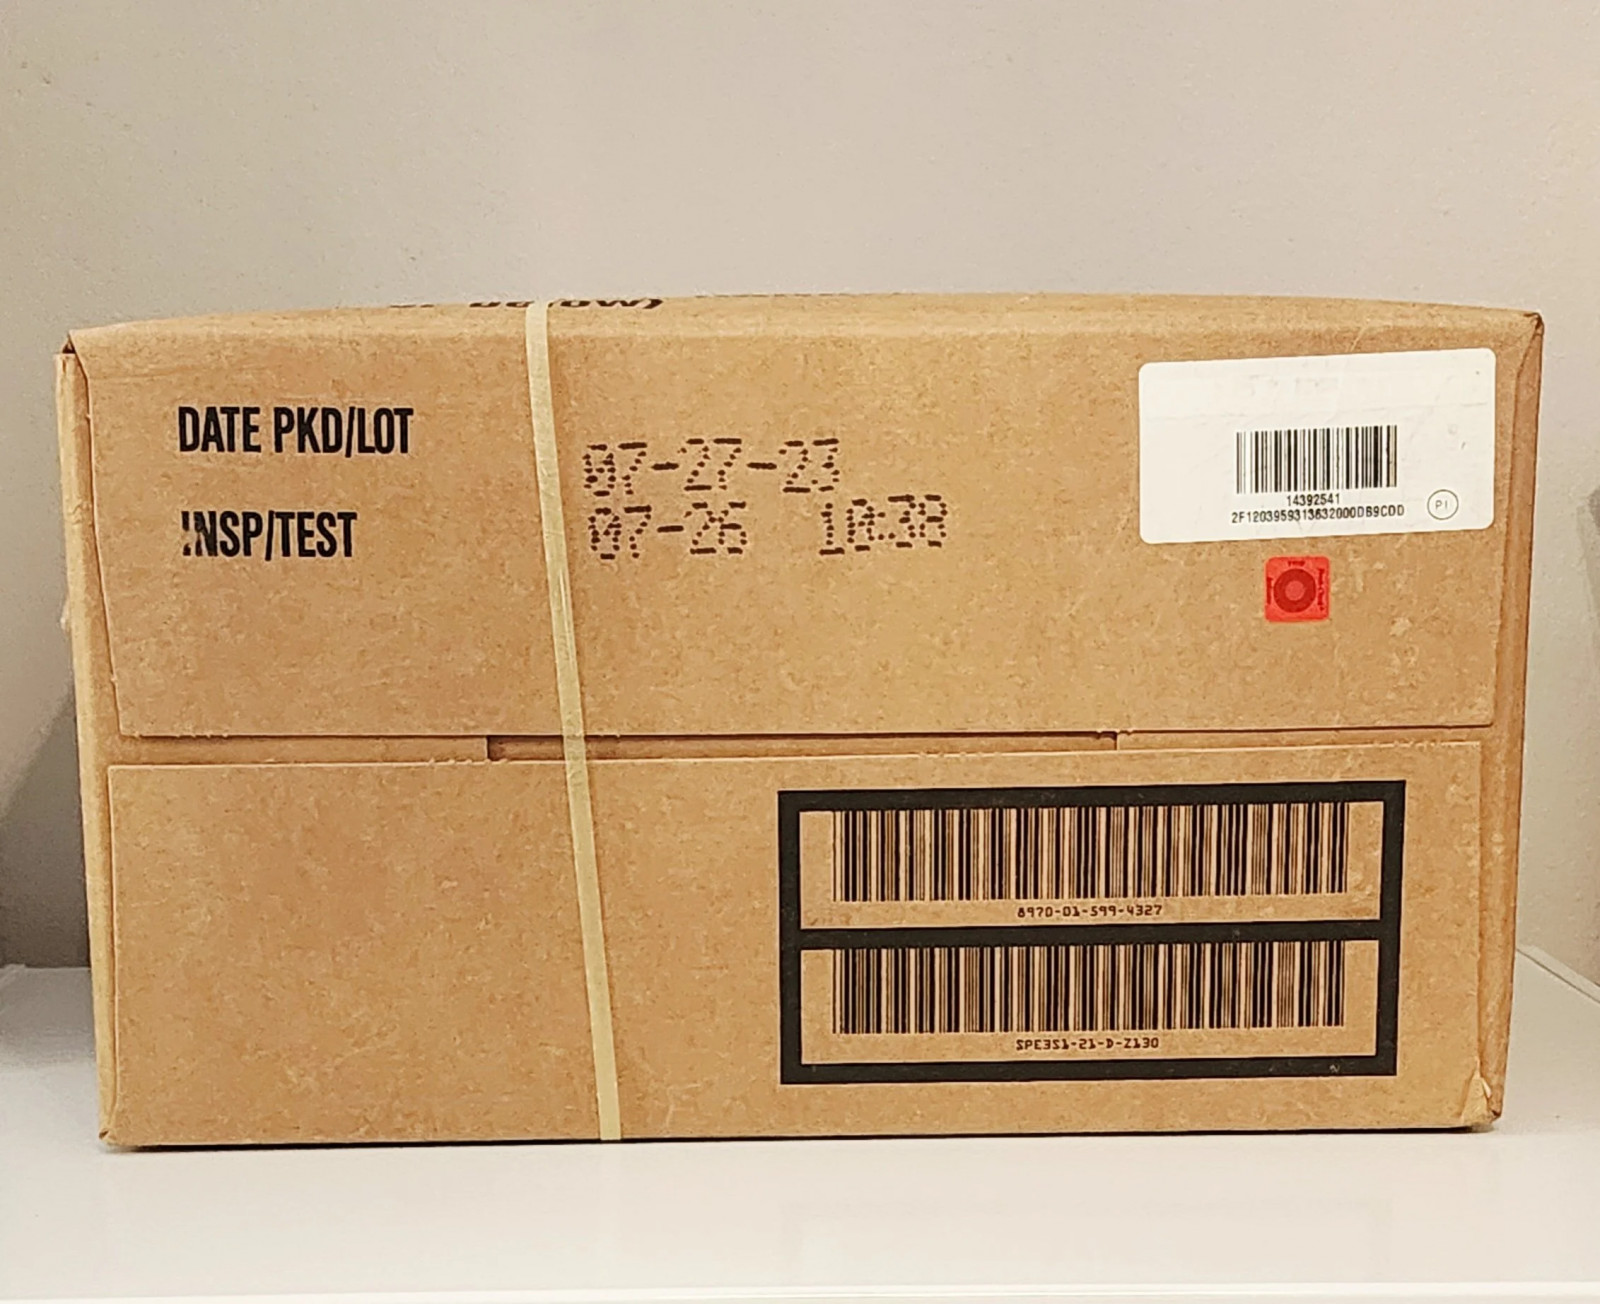 DATE PKD/LOT
07-27-23
INSP/TEST
07-26 10:38
14392541
2F1203959313632000DB9CDD
PI
8970-01-599-4327
SPE3S1-21-D-Z130